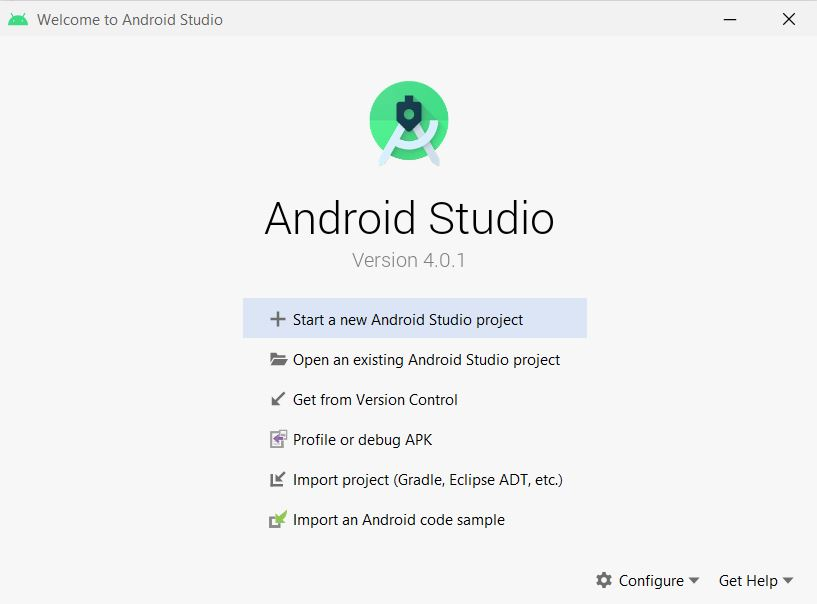 Welcome to Android Studio
Android Studio
Version 4.0.1
Start a new Android Studio project
Open an existing Android Studio project
Get from Version Control
Profile or debug APK
Import project (Gradle, Eclipse ADT, etc.)
Import an Android code sample
Configure Get Help